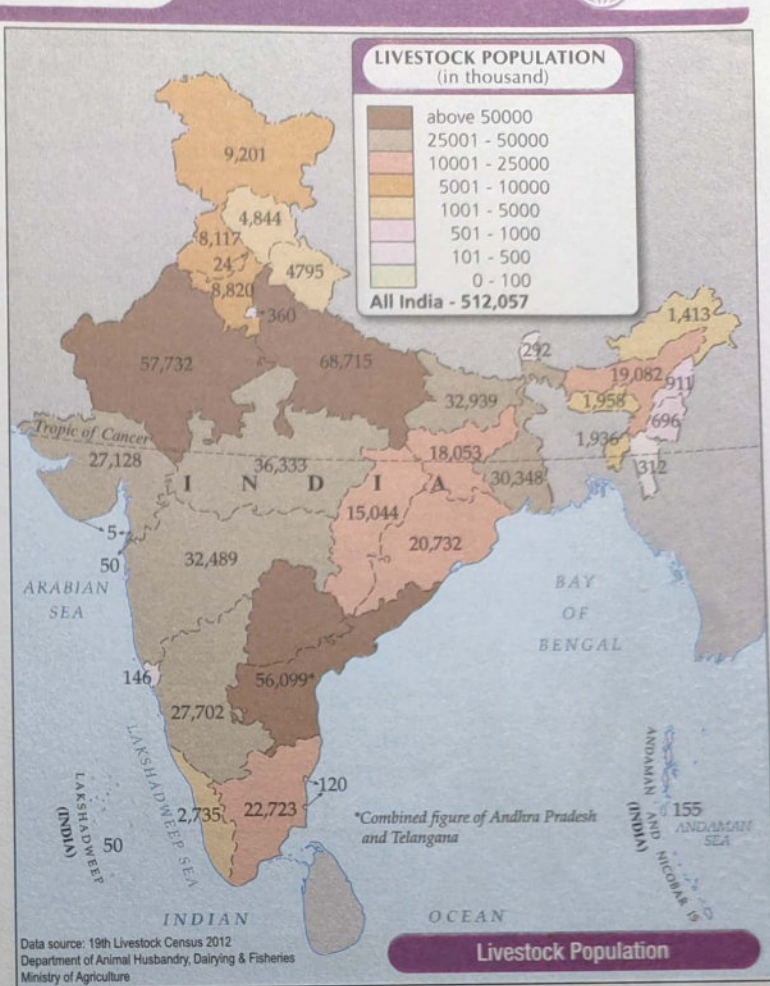 LIVESTOCK POPULATION
(in thousand)
above 50000
25001 - 50000
10001 - 25000
5001 - 10000
1001 - 5000
501 - 1000
101 - 500
0 - 100
All India - 512,057
9,201
4,844
8,117
24
4795
8,820
360
1,413
292
57,732
68,715
19,082
911
32,939
1,958
696
Tropic of Cancer
1,936
18,053
27,128
36,333
312
30,348
I N D I A
15,044
5
20,732
50
32,489
ARABIAN
SEA
BAY
OF
BENGAL
146
56,099*
27,702
LAKSHADWEEP SEA
ANDAMAN AND NICOBAR IS
(INDIA)
LAKSHADWEEP
(INDIA)
120
2,735
22,723
155
*Combined figure of Andhra Pradesh
and Telangana
ANDAMAN
SEA
50
INDIAN OCEAN
Data source: 19th Livestock Census 2012
Department of Animal Husbandry, Dairying & Fisheries
Ministry of Agriculture
Livestock Population